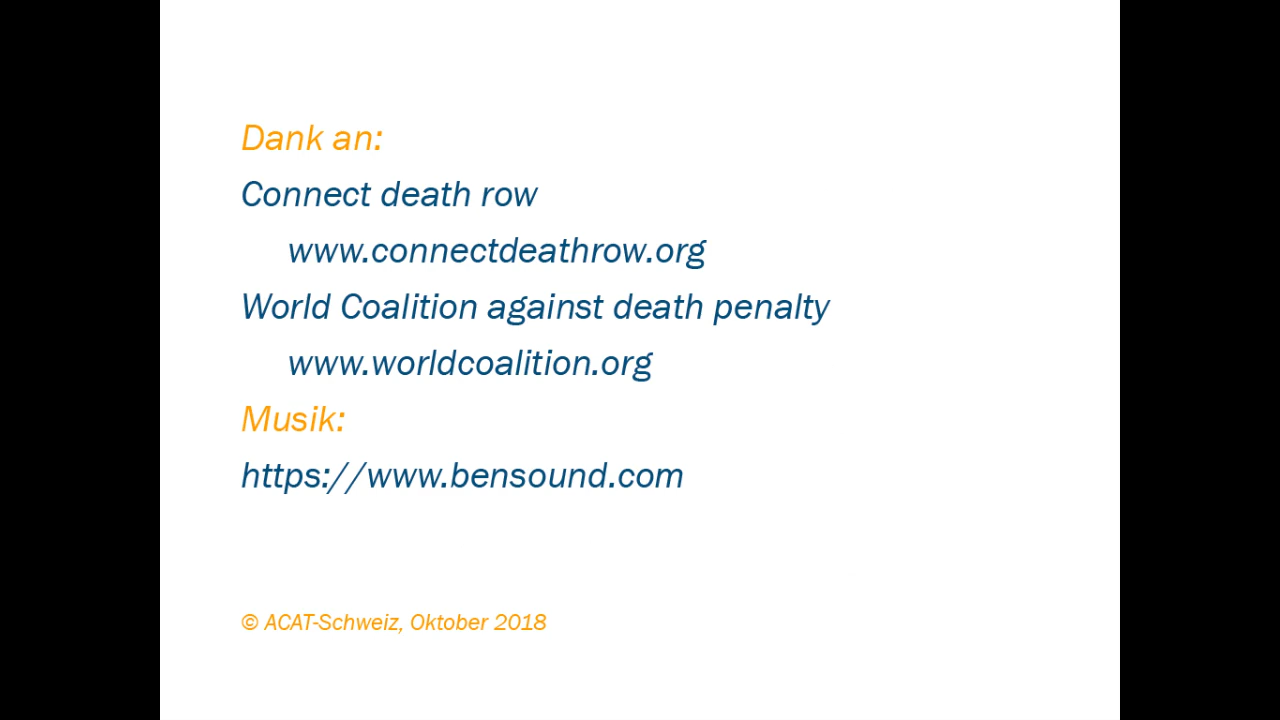 Dank an:
Connect death row
www.connectdeathrow.org
World Coalition against death penalty
www.worldcoalition.org
Musik:
https://www.bensound.com
© ACAT-Schweiz, Oktober 2018